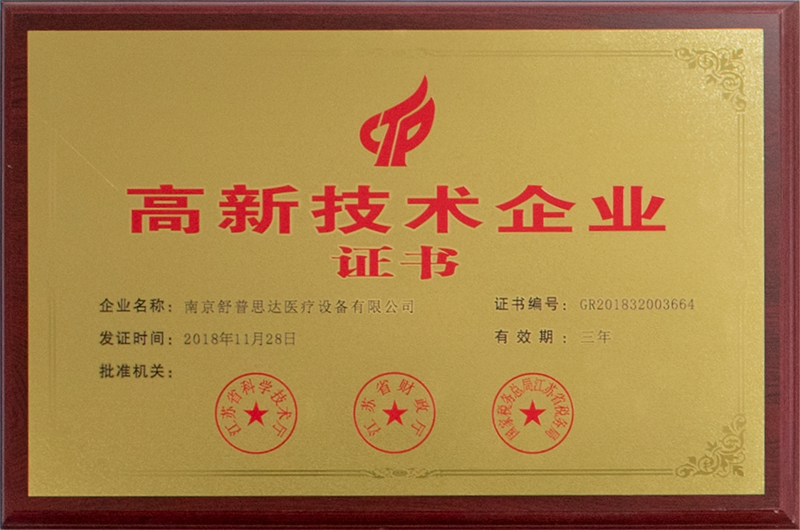 CTP
高新技术企业
证书
企业名称：南京舒普思达医疗设备有限公司
证书编号：GR201832003664
发证时间：2018年11月28日
有效期：三年
批准机关：
江苏省科学技术厅
江苏省财政厅
国家税务总局江苏省税务局